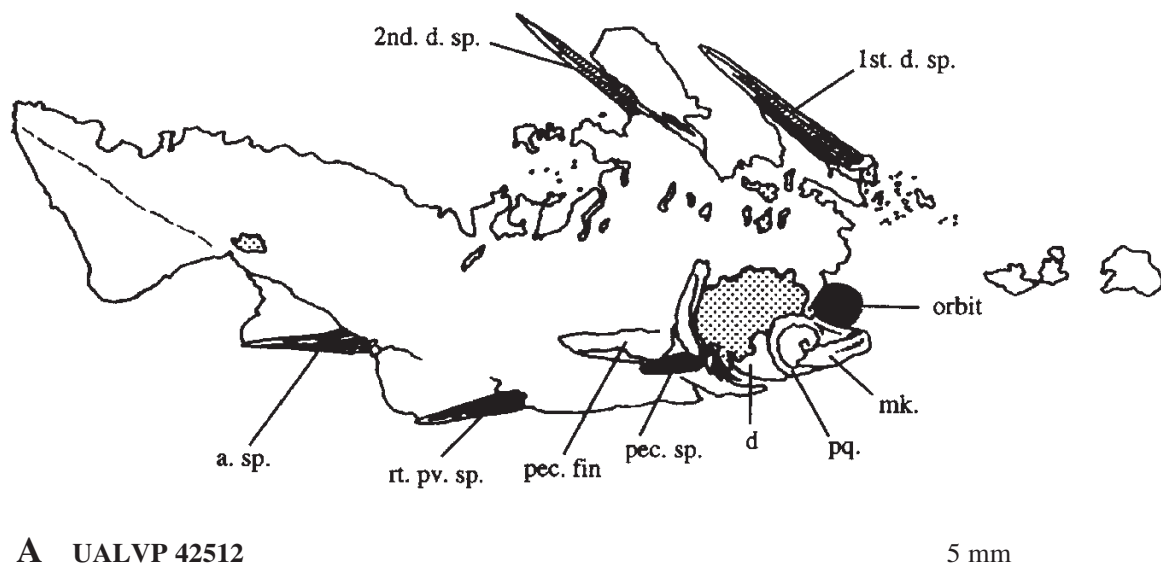 2nd. d. sp.
1st. d. sp.
orbit
mk.
pq.
d
pec. sp.
pec. fin
rt. pv. sp.
a. sp.
A UALVP 42512
5 mm